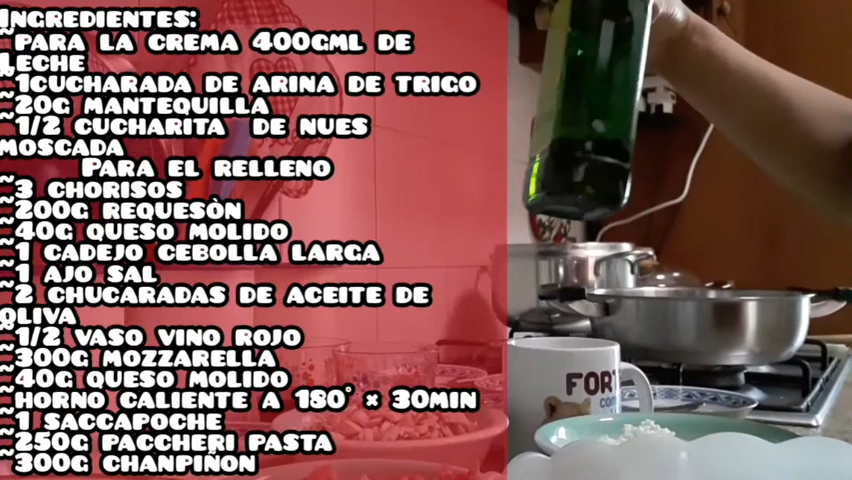 Ingredientes:
~para la crema 400gml de
leche
~1cucharada de arina de trigo
~20g mantequilla
~1/2 cucharita de nues
moscada
Para el relleno
~3 chorisos
~200g requesòn
~40g queso molido
~1 cadejo cebolla larga
~1 ajo sal
~2 chucaradas de aceite de
oliva
~1/2 vaso vino rojo
~300g mozzarella
~40g queso molido
~horno caliente a 180° × 30min
~1 saccapoche
~250g paccheri pasta
~300g chanpiñon
FOR